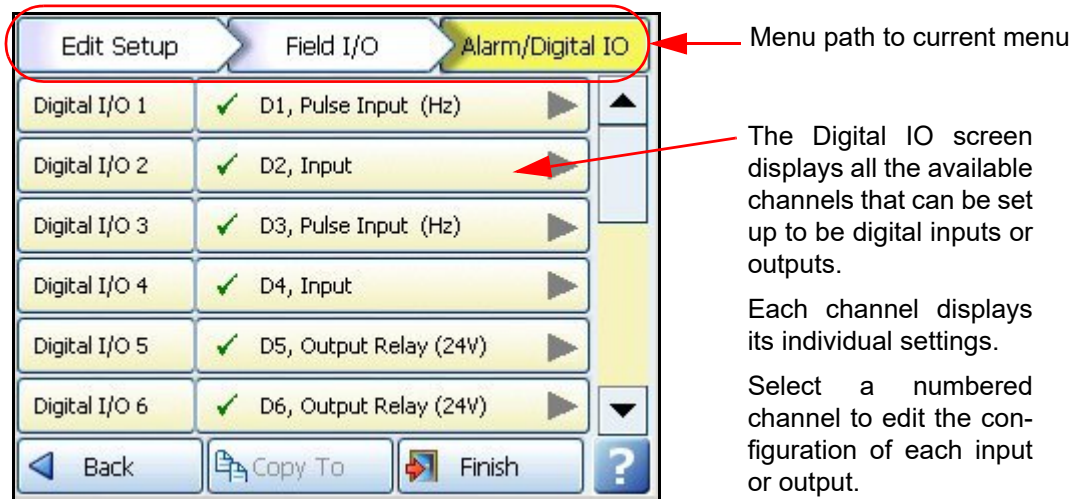 Edit Setup
Field I/O
Alarm/Digital IO
Menu path to current menu
Digital I/O 1
D1, Pulse Input (Hz)
Digital I/O 2
D2, Input
Digital I/O 3
D3, Pulse Input (Hz)
Digital I/O 4
D4, Input
Digital I/O 5
D5, Output Relay (24V)
Digital I/O 6
D6, Output Relay (24V)
Back
Copy To
Finish
?
The Digital IO screen
displays all the available
channels that can be set
up to be digital inputs or
outputs.
Each channel displays
its individual settings.
Select a numbered
channel to edit the con-
figuration of each input
or output.